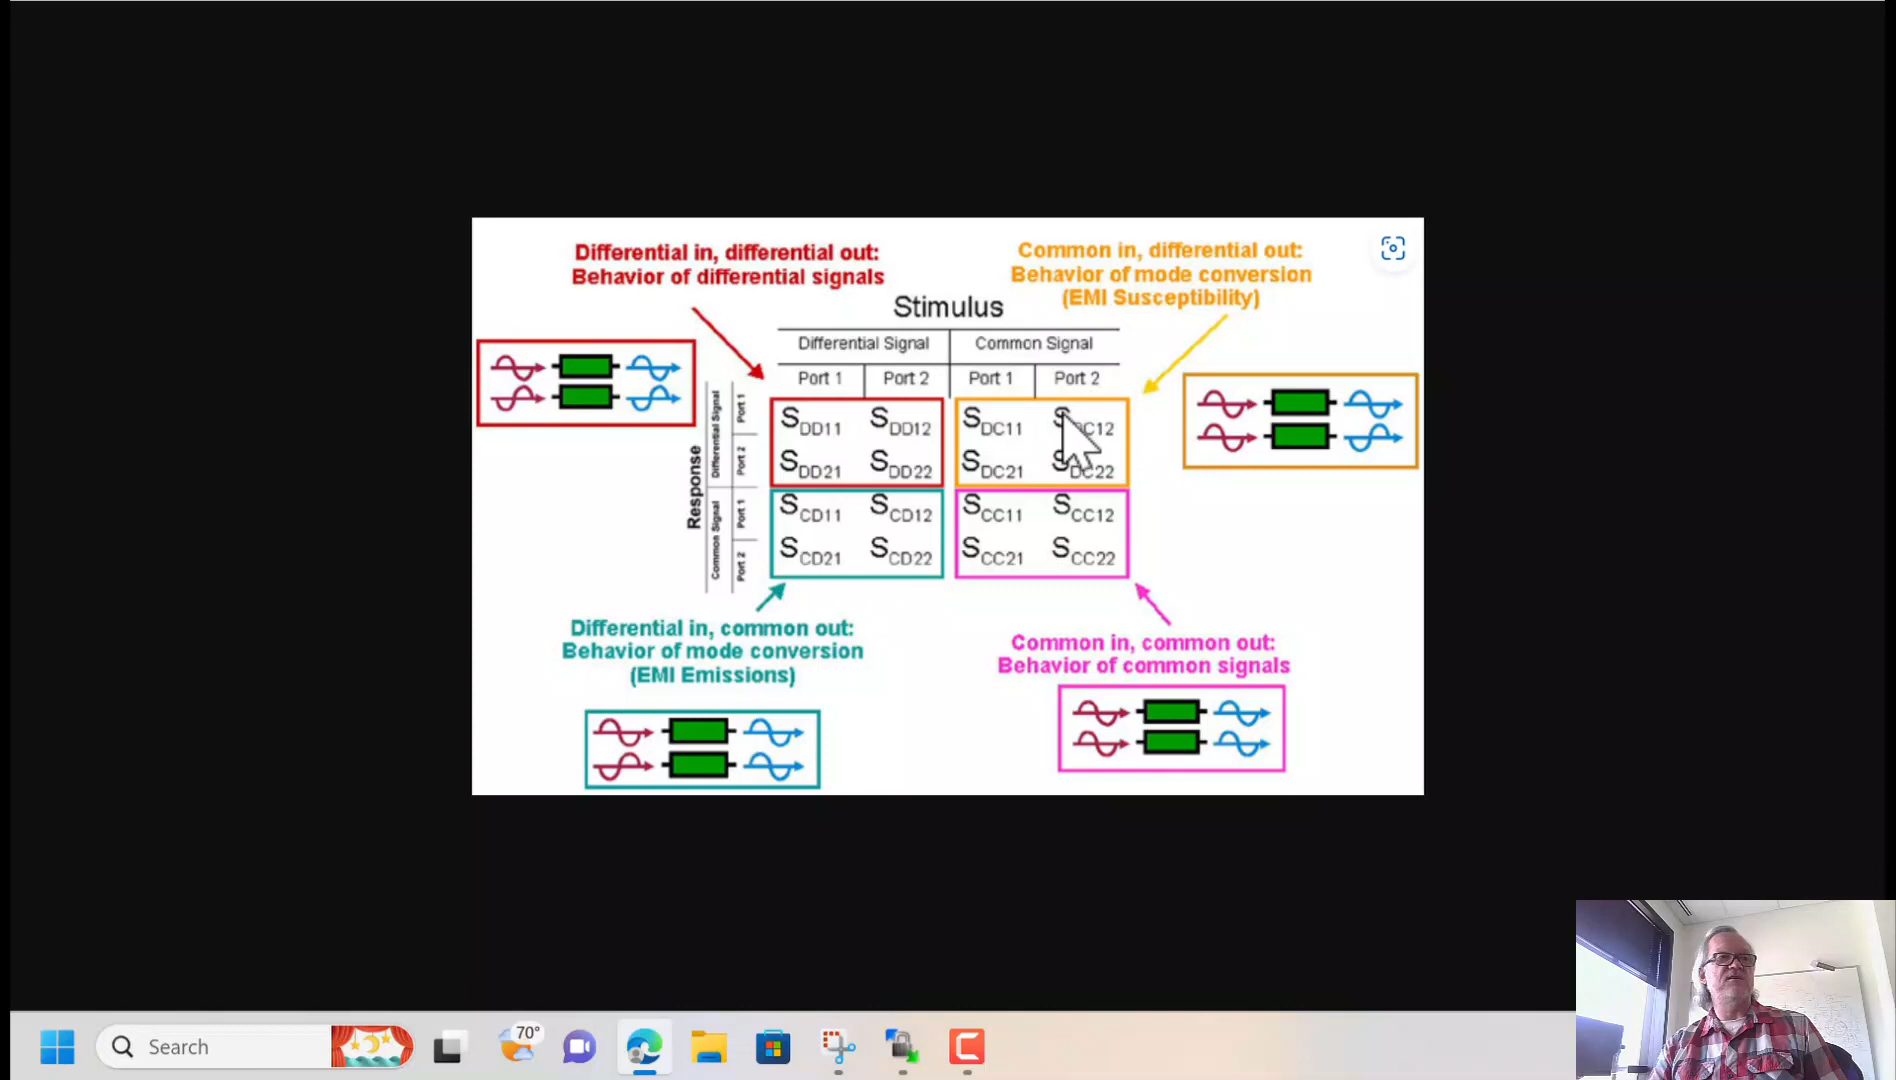 Differential in, differential out:
Behavior of differential signals
Common in, differential out:
Behavior of mode conversion
(EMI Susceptibility)
Stimulus
Differential Signal
Common Signal
Port 1
Port 2
Port 1
Port 2
Response
Differential Signal
Common Signal
Port 1
Port 2
Port 1
Port 2
SDD11 SDD12 SDC11 SDC12
SDD21 SDD22 SDC21 SDC22
SCD11 SCD12 SCC11 SCC12
SCD21 SCD22 SCC21 SCC22
Differential in, common out:
Behavior of mode conversion
(EMI Emissions)
Common in, common out:
Behavior of common signals
Search
70°